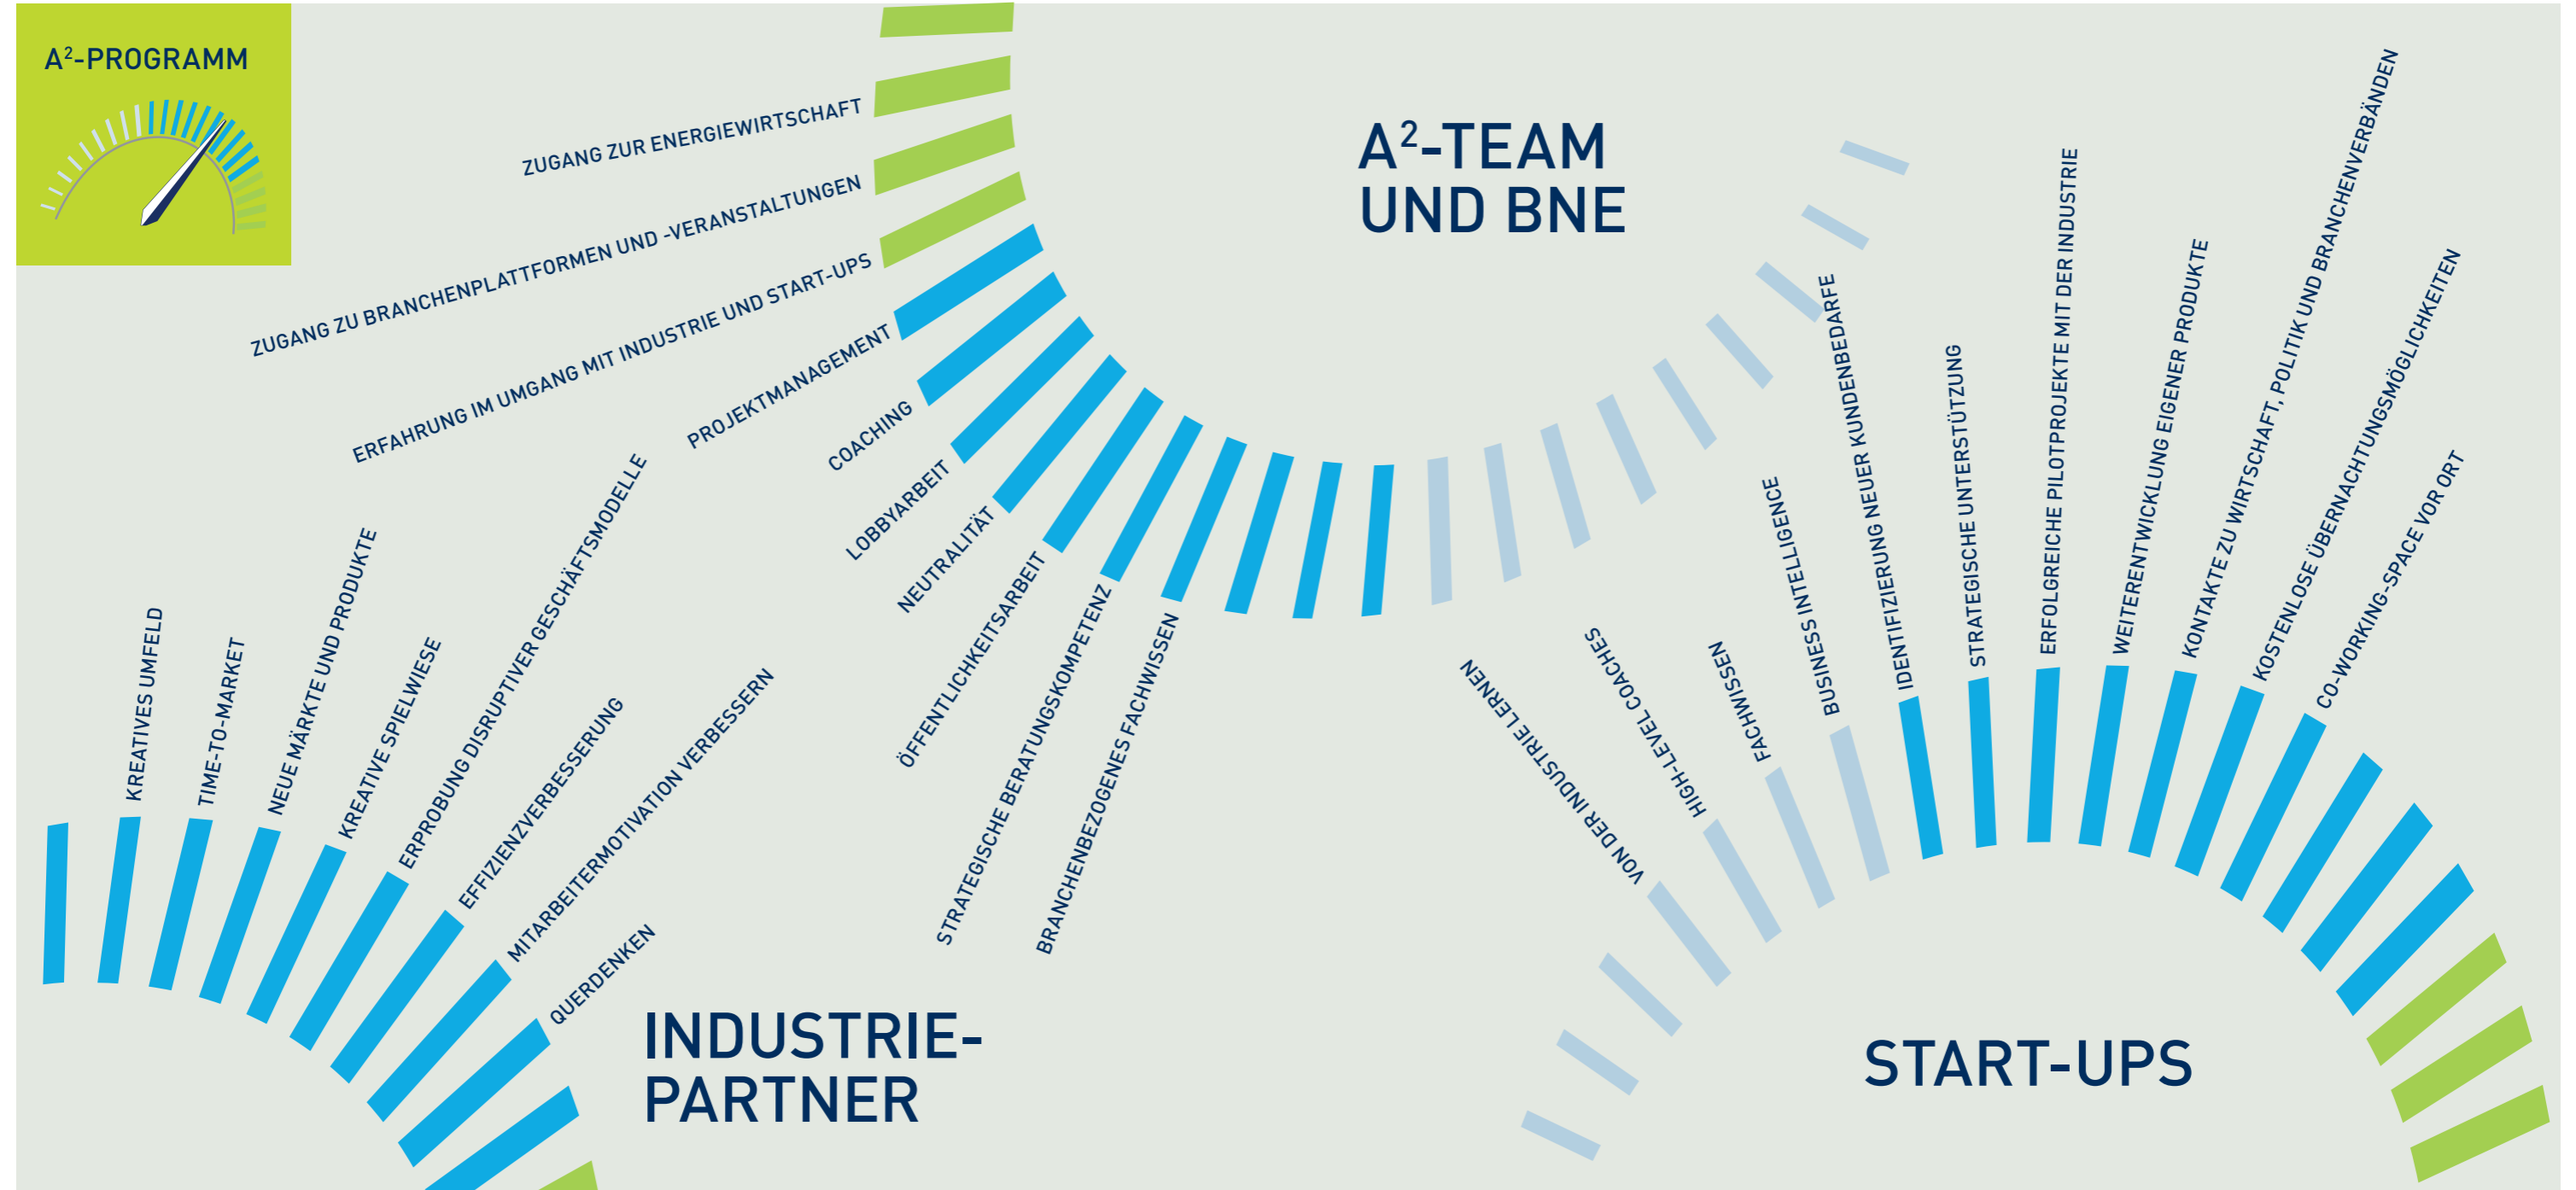 A²-PROGRAMM
A²-TEAM
UND BNE
ZUGANG ZUR ENERGIEWIRTSCHAFT
ZUGANG ZU BRANCHENPLATTFORMEN UND -VERANSTALTUNGEN
ERFAHRUNG IM UMGANG MIT INDUSTRIE UND START-UPS
PROJEKTMANAGEMENT
COACHING
LOBBYARBEIT
NEUTRALITÄT
ÖFFENTLICHKEITSARBEIT
STRATEGISCHE BERATUNGSKOMPETENZ
BRANCHENBEZOGENES FACHWISSEN
KREATIVES UMFELD
TIME-TO-MARKET
NEUE MÄRKTE UND PRODUKTE
KREATIVE SPIELWIESE
ERPROBUNG DISRUPTIVER GESCHÄFTSMODELLE
EFFIZIENZVERBESSERUNG
MITARBEITERMOTIVATION VERBESSERN
QUERDENKEN
INDUSTRIE-
PARTNER
VON DER INDUSTRIE LERNEN
HIGH-LEVEL COACHES
FACHWISSEN
BUSINESS INTELLIGENCE
IDENTIFIZIERUNG NEUER KUNDENBEDARFE
STRATEGISCHE UNTERSTÜTZUNG
ERFOLGREICHE PILOTPROJEKTE MIT DER INDUSTRIE
WEITERENTWICKLUNG EIGENER PRODUKTE
KONTAKTE ZU WIRTSCHAFT, POLITIK UND BRANCHENVERBÄNDEN
KOSTENLOSE ÜBERNACHTUNGSMÖGLICHKEITEN
CO-WORKING-SPACE VOR ORT
START-UPS